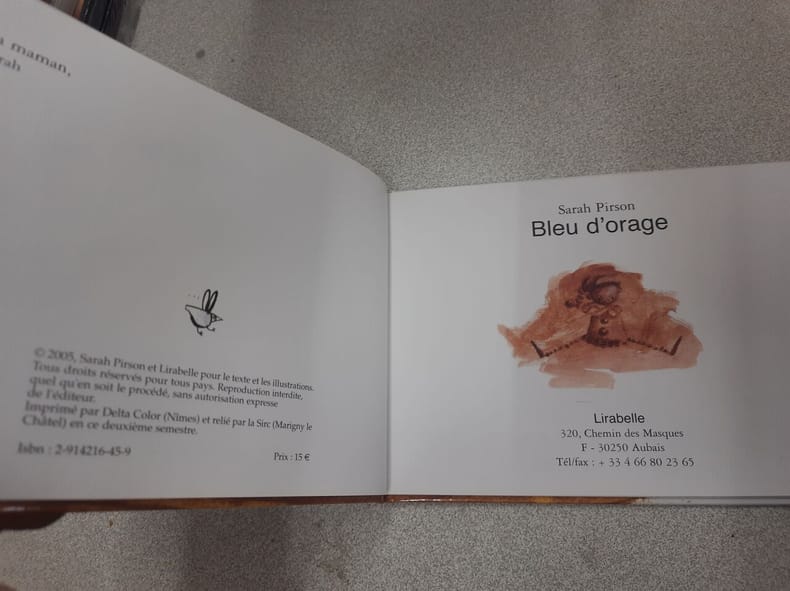 maman,
© 2005, Sarah Pirson et Lirabelle pour le texte et les illustrations.
Tous droits réservés pour tous pays. Reproduction interdite,
quel qu'en soit le procédé, sans autorisation expresse
de l'éditeur.
Imprimé par Delta Color (Nîmes) et relié par la Sirc (Marigny le
Châtel) en ce deuxième semestre.
Isbn : 2-914216-45-9
Prix : 15 €
Sarah Pirson
Bleu d'orage
Lirabelle
320, Chemin des Masques
F - 30250 Aubais
Tél/fax : + 33 4 66 80 23 65